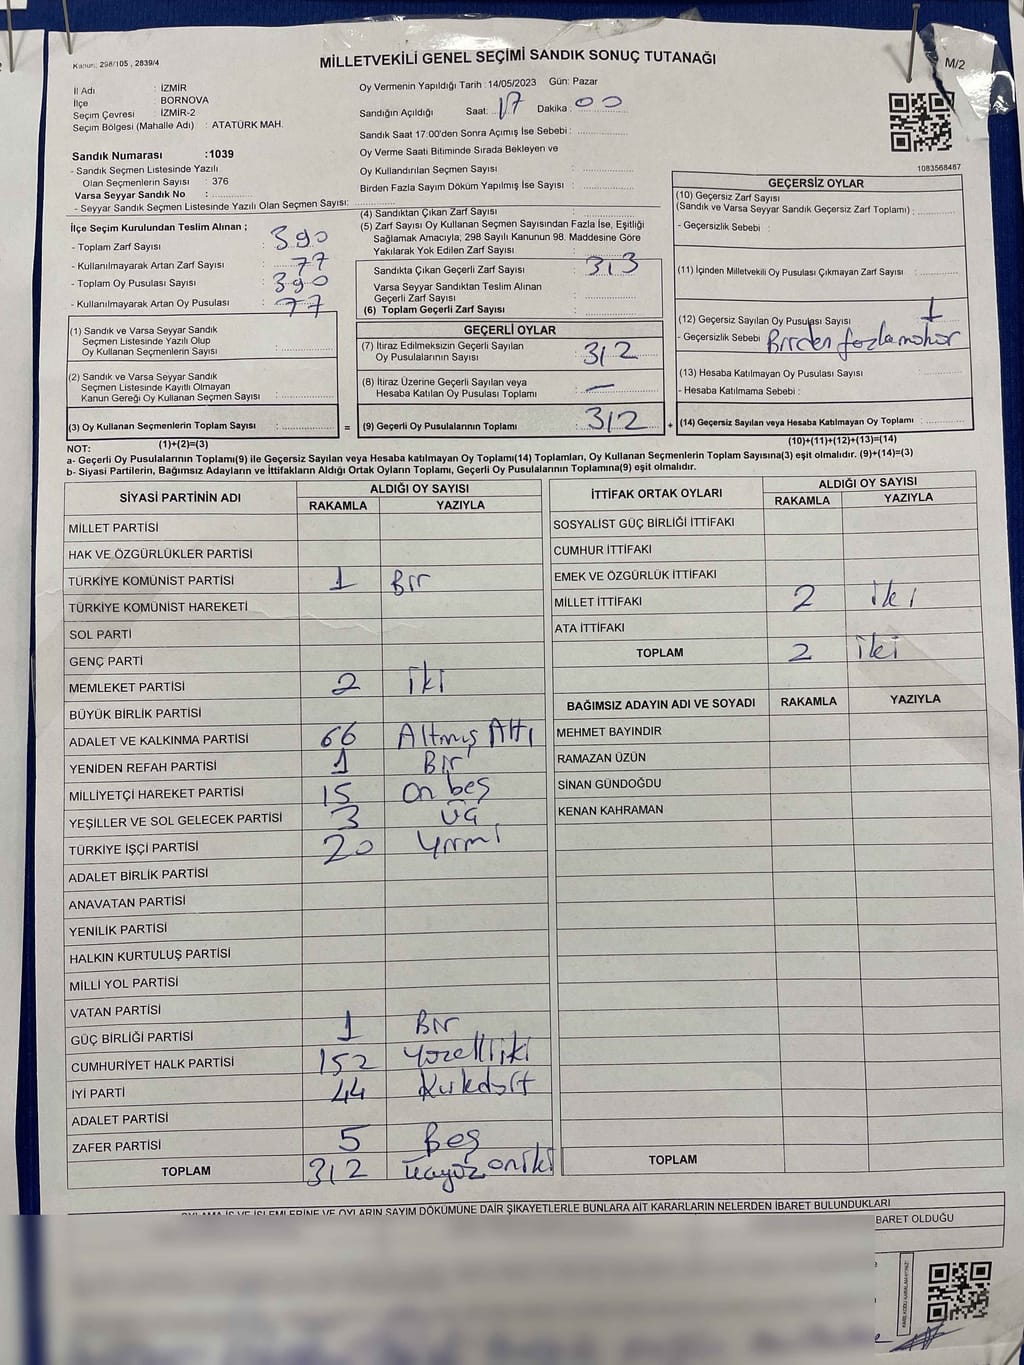 Kanun: 298/105 , 2839/4
MİLLETVEKİLİ GENEL SEÇİMİ SANDIK SONUÇ TUTANAĞI
M/2
İl Adı : İZMİR
İlçe : BORNOVA
Seçim Çevresi : İZMİR-2
Seçim Bölgesi (Mahalle Adı) : ATATÜRK MAH.
Sandık Numarası :1039
- Sandık Seçmen Listesinde Yazılı
Olan Seçmenlerin Sayısı : 376
Varsa Seyyar Sandık No :
- Seyyar Sandık Seçmen Listesinde Yazılı Olan Seçmen Sayısı:
Oy Vermenin Yapıldığı Tarih : 14/05/2023 Gün: Pazar
Sandığın Açıldığı Saat: 17 Dakika : 00
Sandık Saat 17:00'den Sonra Açımış İse Sebebi :
Oy Verme Saati Bitiminde Sırada Bekleyen ve
Oy Kullandırılan Seçmen Sayısı :
Birden Fazla Sayım Döküm Yapılmış İse Sayısı :
1083568467
İlçe Seçim Kurulundan Teslim Alınan ;
- Toplam Zarf Sayısı : 390
- Kullanılmayarak Artan Zarf Sayısı : 77
- Toplam Oy Pusulası Sayısı : 390
- Kullanılmayarak Artan Oy Pusulası : 77
(1) Sandık ve Varsa Seyyar Sandık
Seçmen Listesinde Yazılı Olup
Oy Kullanan Seçmenlerin Sayısı :
(2) Sandık ve Varsa Seyyar Sandık
Seçmen Listesinde Kayıtlı Olmayan
Kanun Gereği Oy Kullanan Seçmen Sayısı :
(3) Oy Kullanan Seçmenlerin Toplam Sayısı :
(1)+(2)=(3)
(4) Sandıktan Çıkan Zarf Sayısı :
(5) Zarf Sayısı Oy Kullanan Seçmen Sayısından Fazla İse, Eşitliği
Sağlamak Amacıyla; 298 Sayılı Kanunun 98. Maddesine Göre
Yakılarak Yok Edilen Zarf Sayısı :
Sandıkta Çıkan Geçerli Zarf Sayısı : 313
Varsa Seyyar Sandıktan Teslim Alınan
Geçerli Zarf Sayısı :
(6) Toplam Geçerli Zarf Sayısı :
GEÇERLİ OYLAR
(7) İtiraz Edilmeksizin Geçerli Sayılan
Oy Pusulalarının Sayısı : 312
(8) İtiraz Üzerine Geçerli Sayılan veya
Hesaba Katılan Oy Pusulası Toplamı : —
= (9) Geçerli Oy Pusulalarının Toplamı : 312 +
GEÇERSİZ OYLAR
(10) Geçersiz Zarf Sayısı
(Sandık ve Varsa Seyyar Sandık Geçersiz Zarf Toplamı) :
- Geçersizlik Sebebi :
(11) İçinden Milletvekili Oy Pusulası Çıkmayan Zarf Sayısı :
(12) Geçersiz Sayılan Oy Pusulası Sayısı : 1
- Geçersizlik Sebebi : Birden fazla mühür
(13) Hesaba Katılmayan Oy Pusulası Sayısı :
- Hesaba Katılmama Sebebi :
(14) Geçersiz Sayılan veya Hesaba Katılmayan Oy Toplamı :
(10)+(11)+(12)+(13)=(14)
NOT:
a- Geçerli Oy Pusulalarının Toplamı(9) ile Geçersiz Sayılan veya Hesaba Katılmayan Oy Toplamı(14) Toplamları, Oy Kullanan Seçmenlerin Toplam Sayısına(3) eşit olmalıdır. (9)+(14)=(3)
b- Siyasi Partilerin, Bağımsız Adayların ve İttifakların Aldığı Ortak Oyların Toplamı, Geçerli Oy Pusulalarının Toplamına(9) eşit olmalıdır.
SİYASİ PARTİNİN ADI ALDIĞI OY SAYISI
RAKAMLA YAZIYLA
MİLLET PARTİSİ
HAK VE ÖZGÜRLÜKLER PARTİSİ
TÜRKİYE KOMÜNİST PARTİSİ 1 Bir
TÜRKİYE KOMÜNİST HAREKETİ
SOL PARTİ
GENÇ PARTİ
MEMLEKET PARTİSİ 2 iki
BÜYÜK BİRLİK PARTİSİ
ADALET VE KALKINMA PARTİSİ 66 Altmış Altı
YENİDEN REFAH PARTİSİ 1 Bir
MİLLİYETÇİ HAREKET PARTİSİ 15 On beş
YEŞİLLER VE SOL GELECEK PARTİSİ 3 üç
TÜRKİYE İŞÇİ PARTİSİ 20 Yirmi
ADALET BİRLİK PARTİSİ
ANAVATAN PARTİSİ
YENİLİK PARTİSİ
HALKIN KURTULUŞ PARTİSİ
MİLLİ YOL PARTİSİ
VATAN PARTİSİ
GÜÇ BİRLİĞİ PARTİSİ 1 Bir
CUMHURİYET HALK PARTİSİ 152 Yüzelliiki
İYİ PARTİ 44 Kırkdört
ADALET PARTİSİ
ZAFER PARTİSİ 5 Beş
TOPLAM 312 üçyüzoniki
İTTİFAK ORTAK OYLARI ALDIĞI OY SAYISI
RAKAMLA YAZIYLA
SOSYALİST GÜÇ BİRLİĞİ İTTİFAKI
CUMHUR İTTİFAKI
EMEK VE ÖZGÜRLÜK İTTİFAKI
MİLLET İTTİFAKI 2 iki
ATA İTTİFAKI
TOPLAM 2 iki
BAĞIMSIZ ADAYIN ADI VE SOYADI RAKAMLA YAZIYLA
MEHMET BAYINDIR
RAMAZAN ÜZÜN
SİNAN GÜNDOĞDU
KENAN KAHRAMAN
TOPLAM
OYLAMA İŞ VE İŞLEMLERİNE VE OYLARIN SAYIM DÖKÜMÜNE DAİR ŞİKAYETLERLE BUNLARA AİT KARARLARIN NELERDEN İBARET BULUNDUKLARI
BARET OLDUĞU